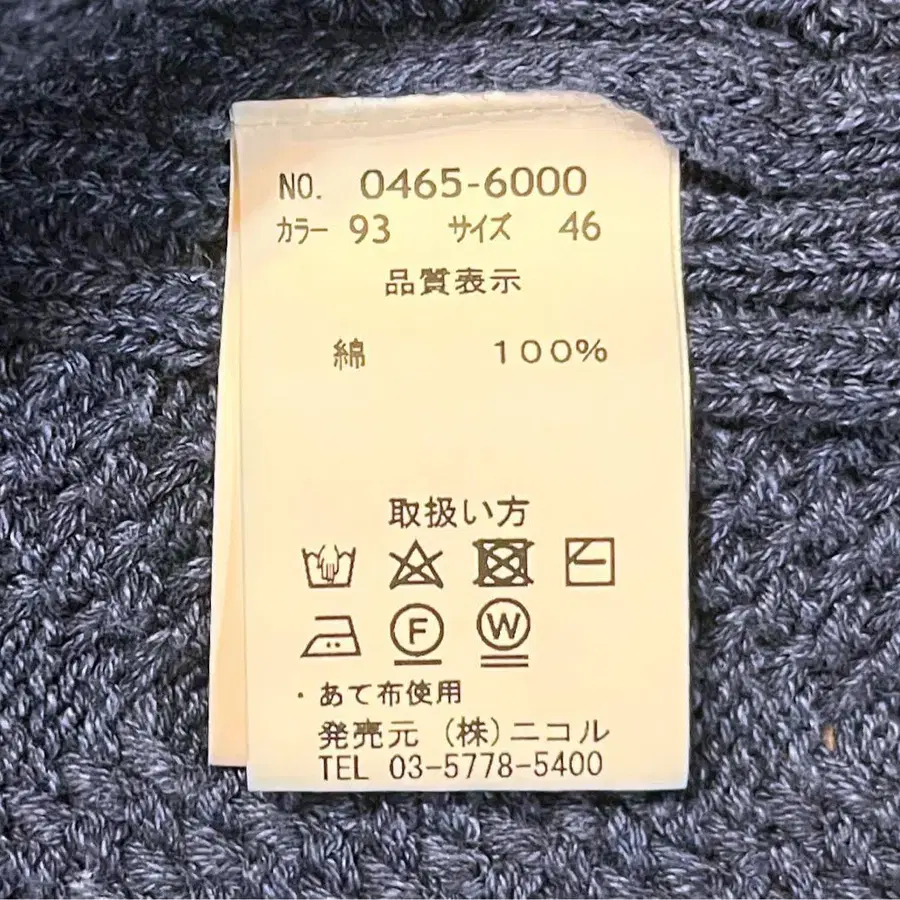 NO. 0465-6000
カラー 93 サイズ 46
品質表示
綿 100%
取扱い方
F W
・あて布使用
発売元 (株)ニコル
TEL 03-5778-5400